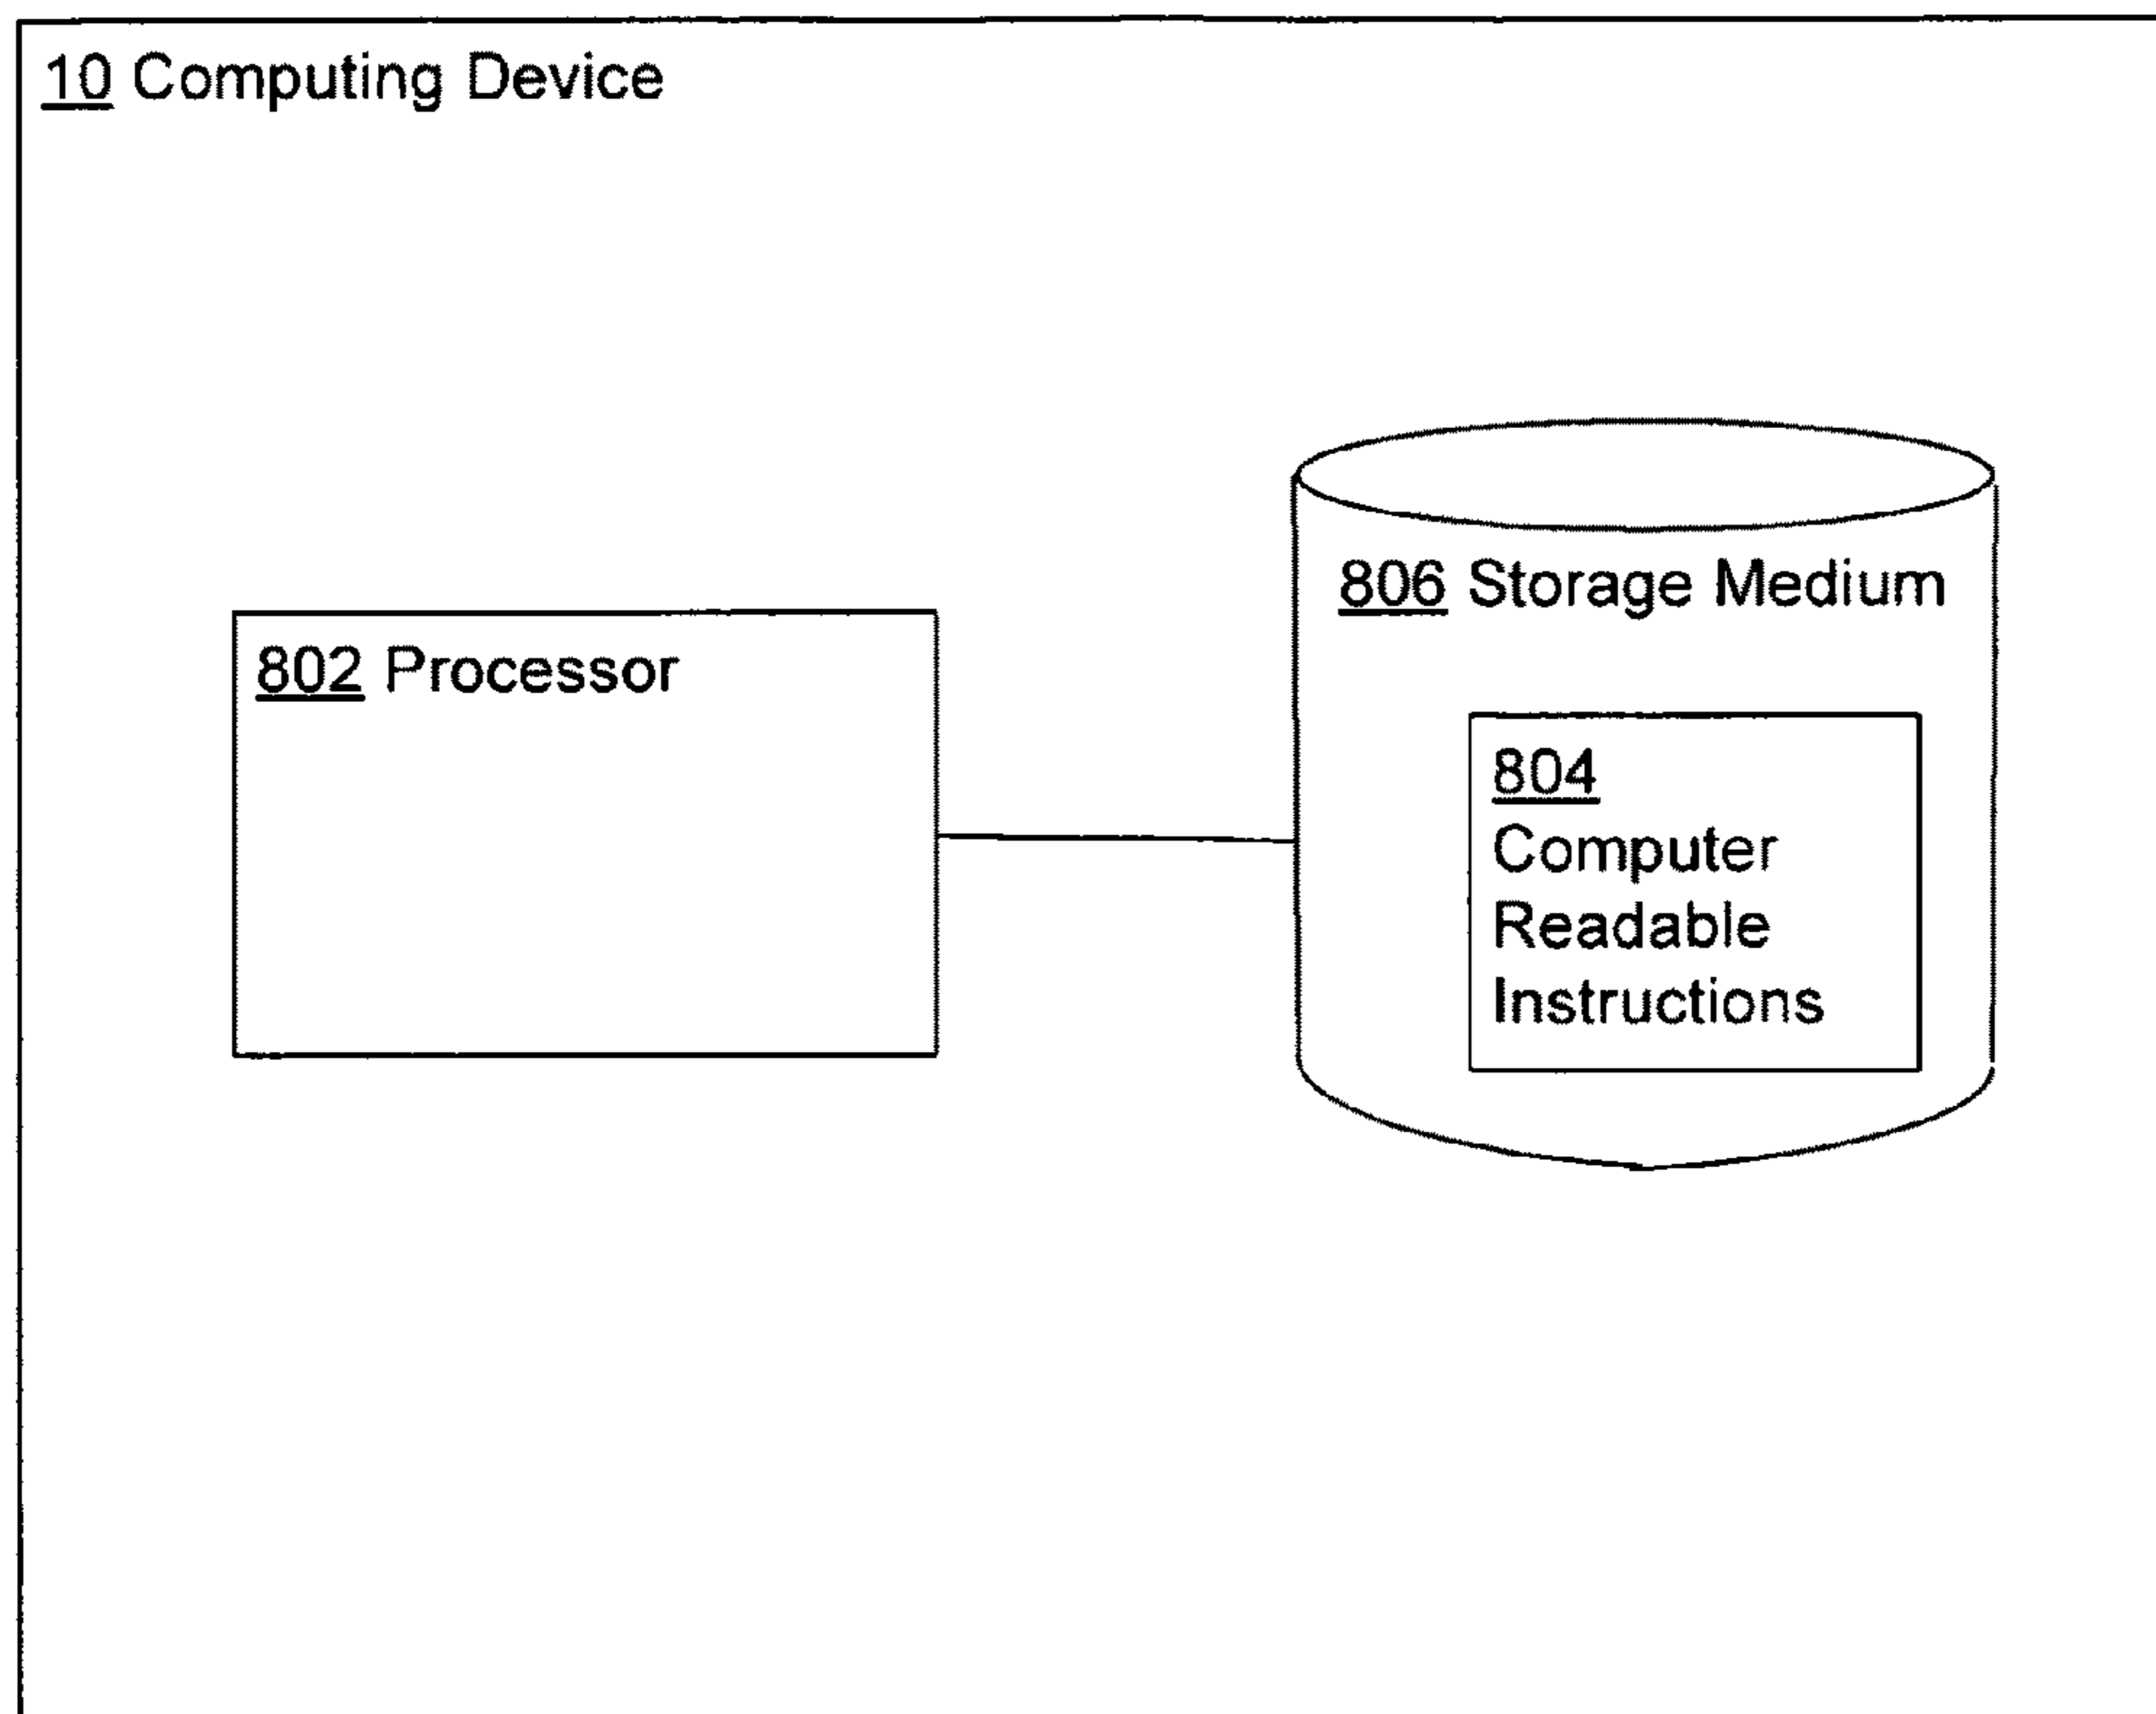 10 Computing Device
806 Storage Medium
802 Processor
804
Computer
Readable
Instructions